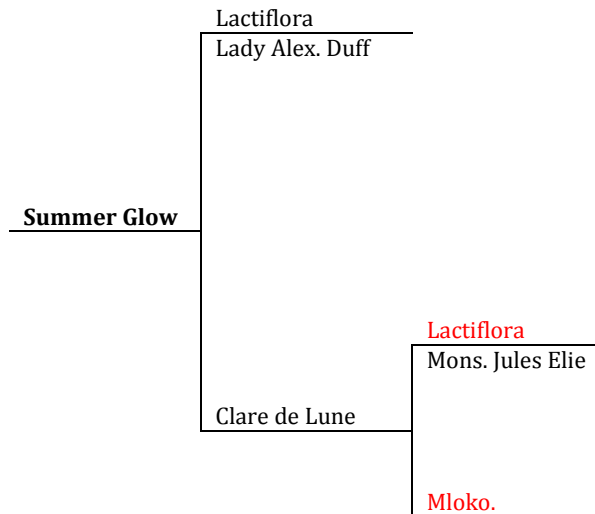 Lactiflora
Lady Alex. Duff
Summer Glow
Lactiflora
Mons. Jules Elie
Clare de Lune
Mloko.